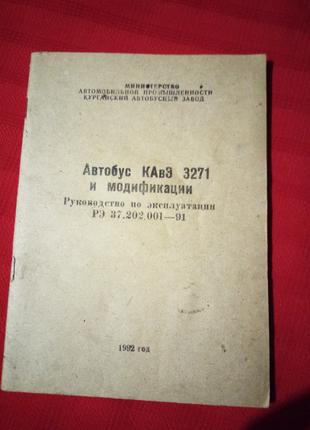 МИНИСТЕРСТВО
АВТОМОБИЛЬНОЙ ПРОМЫШЛЕННОСТИ
КУРГАНСКИЙ АВТОБУСНЫЙ ЗАВОД
Автобус КАвЭ 3271
и модификации
Руководство по эксплуатации
РЭ 37.202.001—91
1992 год